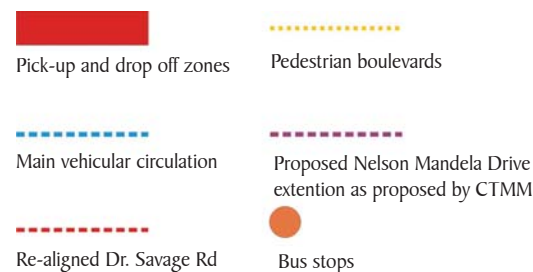 Pick-up and drop off zones
Pedestrian boulevards
Main vehicular circulation
Proposed Nelson Mandela Drive
extention as proposed by CTMM
Re-aligned Dr. Savage Rd
Bus stops